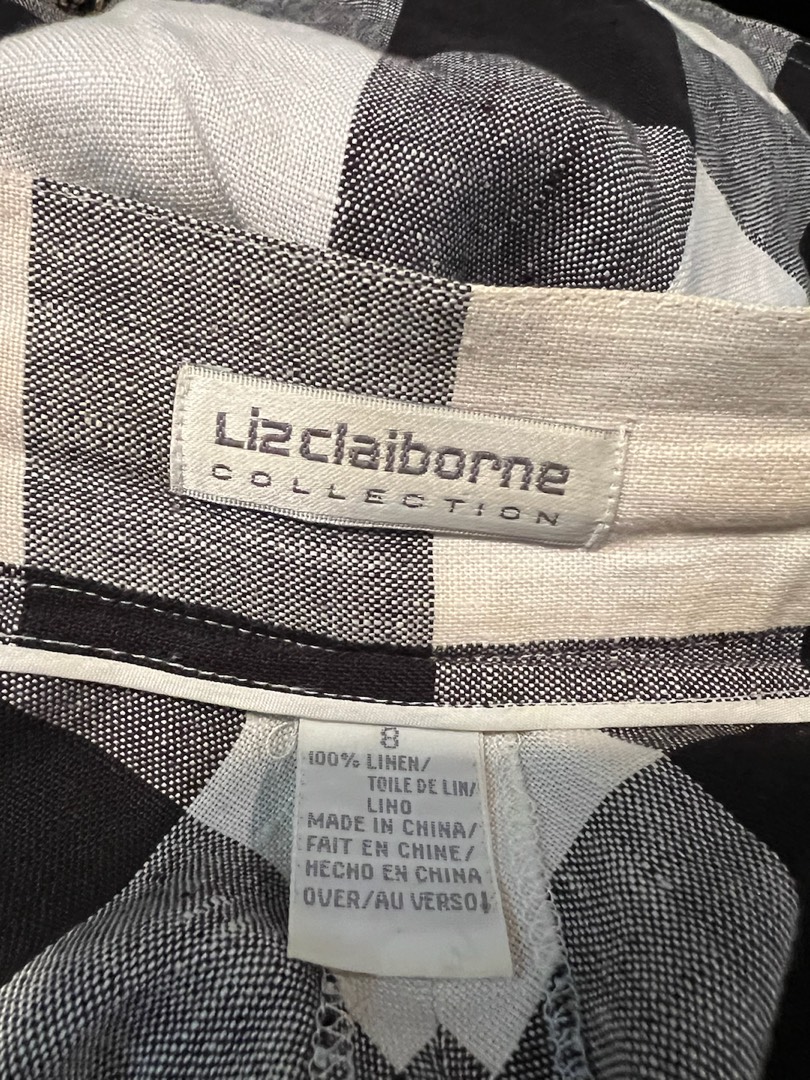 Liz claiborne
COLLECTION
8
100% LINEN/
TOILE DE LIN/
LINO
MADE IN CHINA/
FAIT EN CHINE/
HECHO EN CHINA
OVER/AU VERSO↓